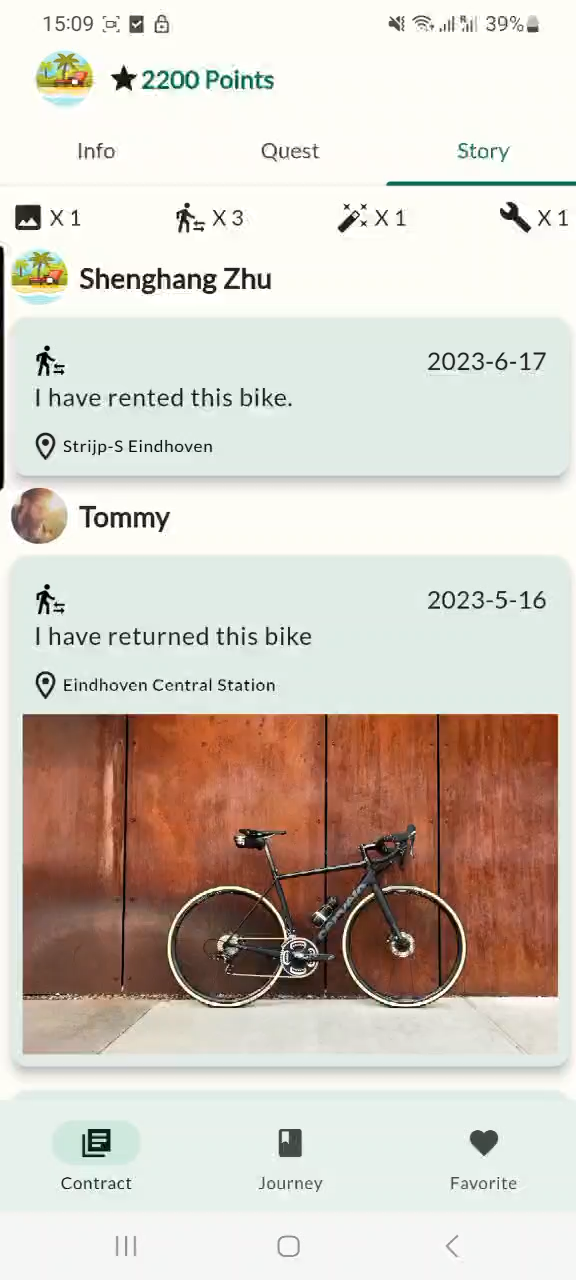 15:09 39%
2200 Points
Info Quest Story
X 1 X 3 X 1 X 1
Shenghang Zhu
2023-6-17
I have rented this bike.
Strijp-S Eindhoven
Tommy
2023-5-16
I have returned this bike
Eindhoven Central Station
Contract Journey Favorite